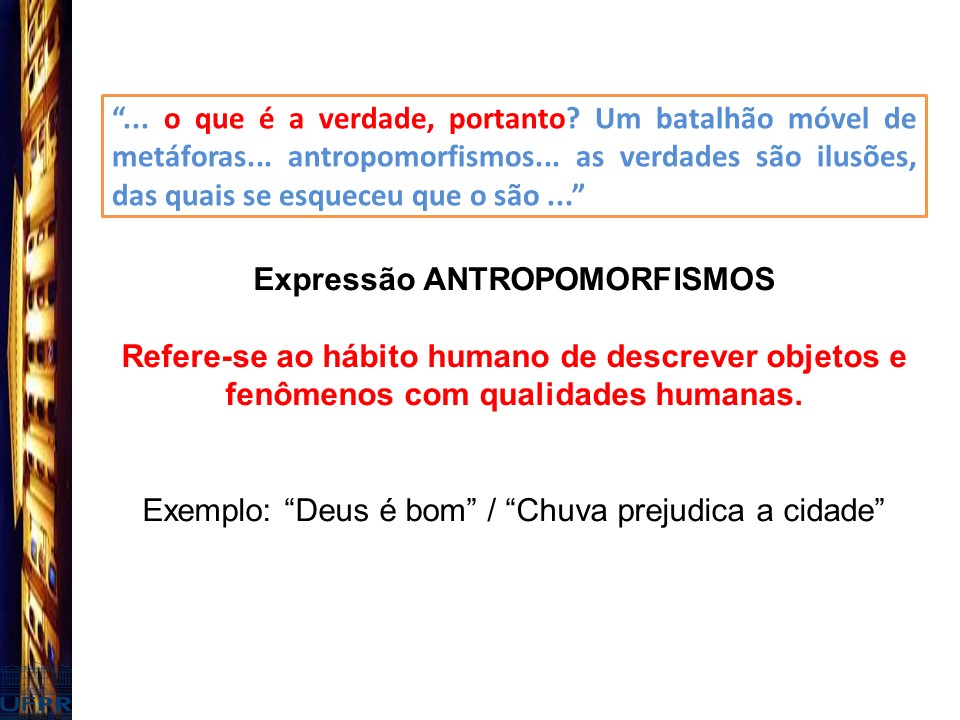 “... o que é a verdade, portanto? Um batalhão móvel de
metáforas... antropomorfismos... as verdades são ilusões,
das quais se esqueceu que o são ...”
Expressão ANTROPOMORFISMOS
Refere-se ao hábito humano de descrever objetos e
fenômenos com qualidades humanas.
Exemplo: “Deus é bom” / “Chuva prejudica a cidade”
UFPR